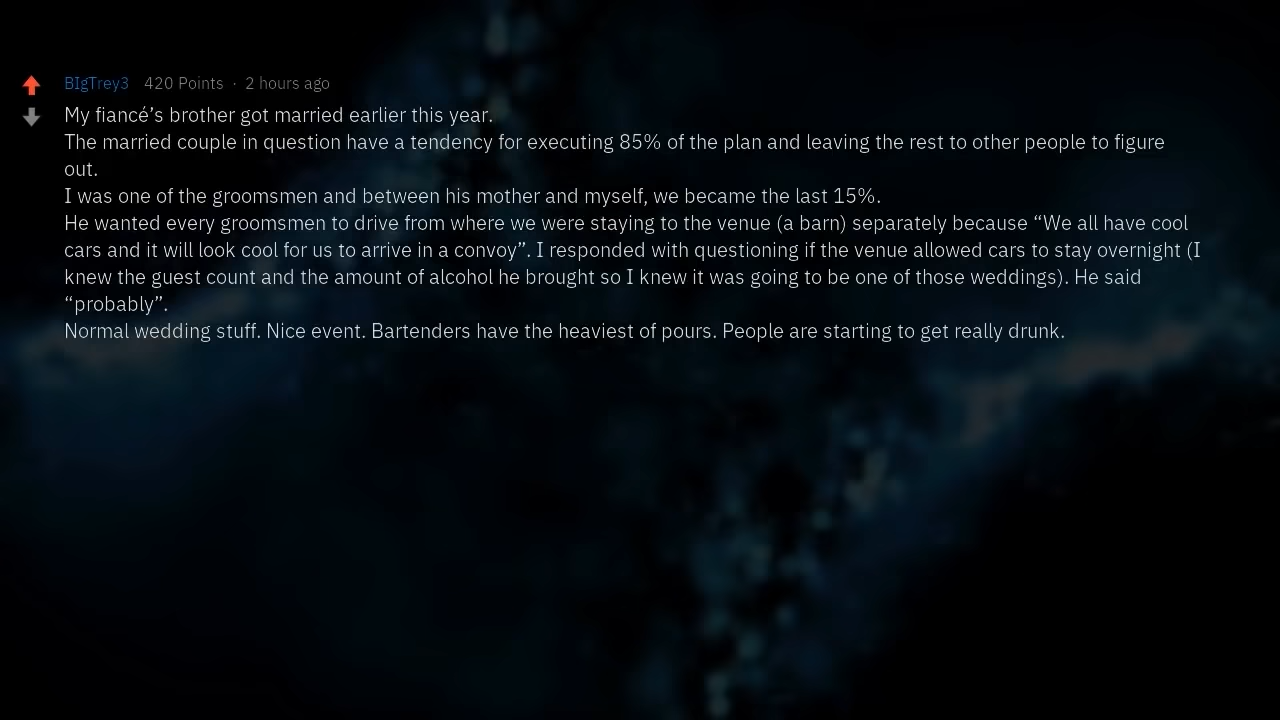 BIgTrey3 420 Points · 2 hours ago
My fiancé’s brother got married earlier this year.
The married couple in question have a tendency for executing 85% of the plan and leaving the rest to other people to figure
out.
I was one of the groomsmen and between his mother and myself, we became the last 15%.
He wanted every groomsmen to drive from where we were staying to the venue (a barn) separately because “We all have cool
cars and it will look cool for us to arrive in a convoy”. I responded with questioning if the venue allowed cars to stay overnight (I
knew the guest count and the amount of alcohol he brought so I knew it was going to be one of those weddings). He said
“probably”.
Normal wedding stuff. Nice event. Bartenders have the heaviest of pours. People are starting to get really drunk.